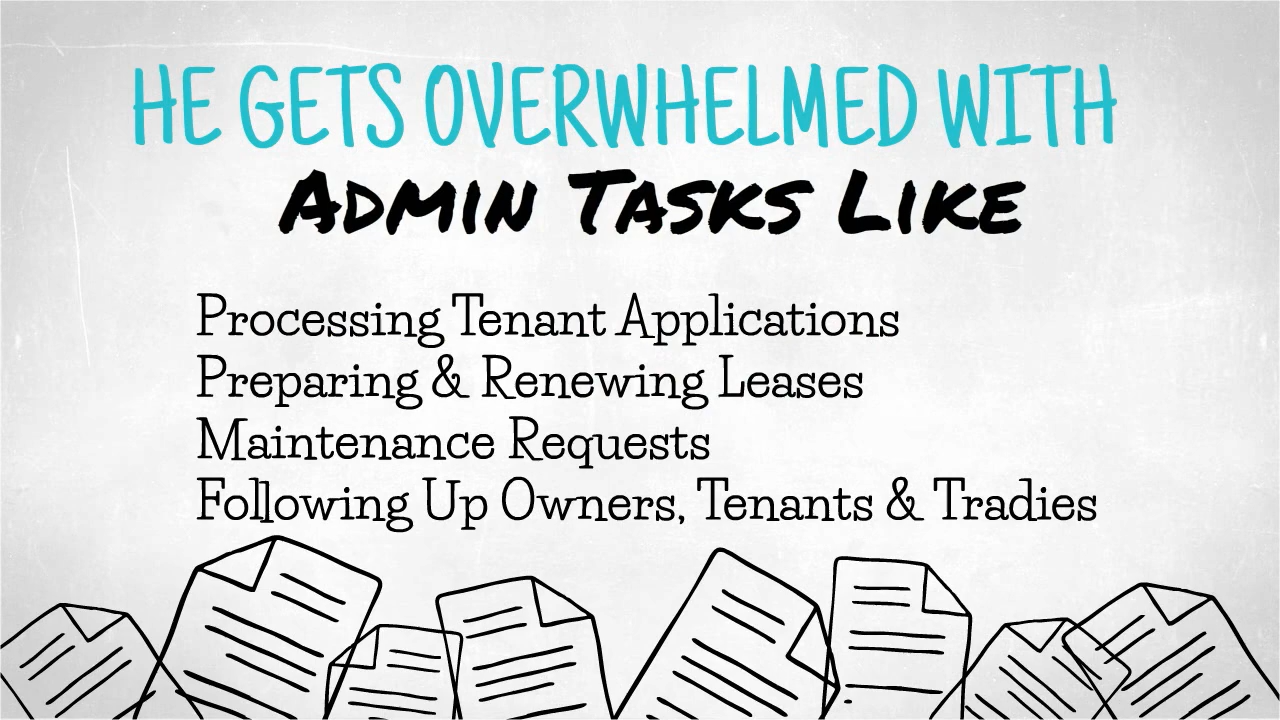 HE GETS OVERWHELMED WITH
ADMIN TASKS LIKE
Processing Tenant Applications
Preparing & Renewing Leases
Maintenance Requests
Following Up Owners, Tenants & Tradies